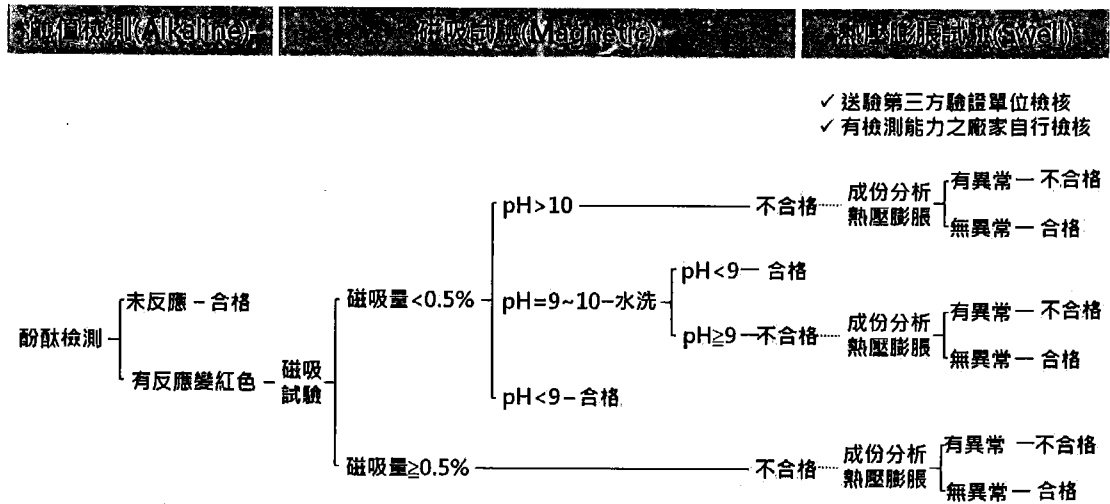 鹼值檢測(Alkaline)
磁吸試驗(Magnetic)
熱壓膨脹試驗(Swell)
✓ 送驗第三方驗證單位檢核
✓ 有檢測能力之廠家自行檢核
酚酞檢測
未反應－合格
有反應變紅色－
磁吸
試驗
磁吸量<0.5%
pH>10
不合格
成份分析
熱壓膨脹
有異常－不合格
無異常－合格
pH=9~10－水洗
pH<9－合格
pH≧9－不合格
成份分析
熱壓膨脹
有異常－不合格
無異常－合格
pH<9－合格
磁吸量≧0.5%
不合格
成份分析
熱壓膨脹
有異常－不合格
無異常－合格